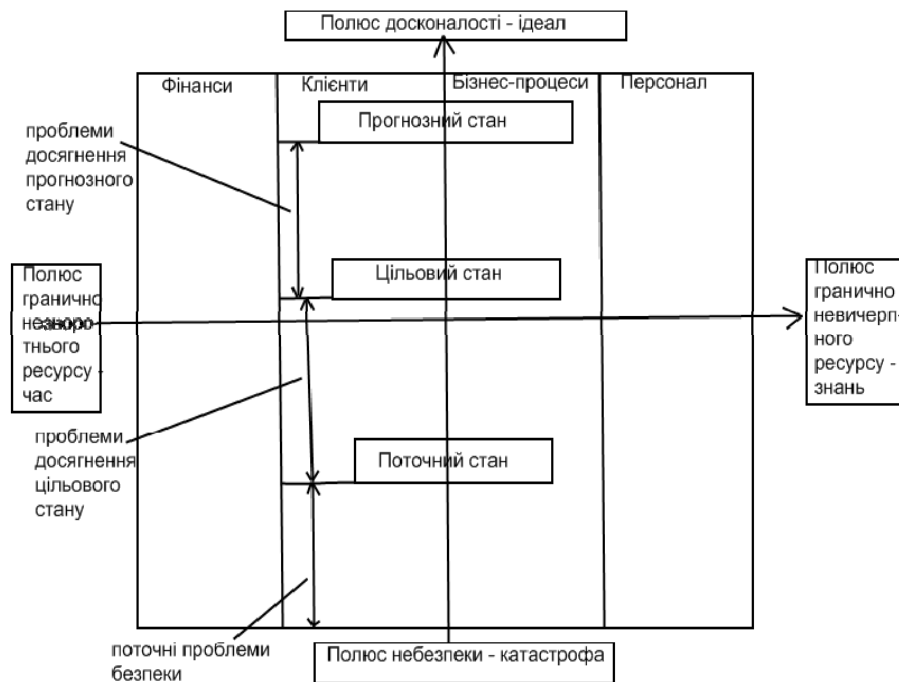 Полюс досконалості - ідеал
Фінанси
Клієнти
Бізнес-процеси
Персонал
Прогнозний стан
проблеми
досягнення
прогнозного
стану
Цільовий стан
Полюс
гранично
незворо
тнього
ресурсу -
час
Полюс
гранично
невичерп-
ного
ресурсу -
знань
проблеми
досягнення
цільового
стану
Поточний стан
поточні проблеми
безпеки
Полюс небезпеки - катастрофа